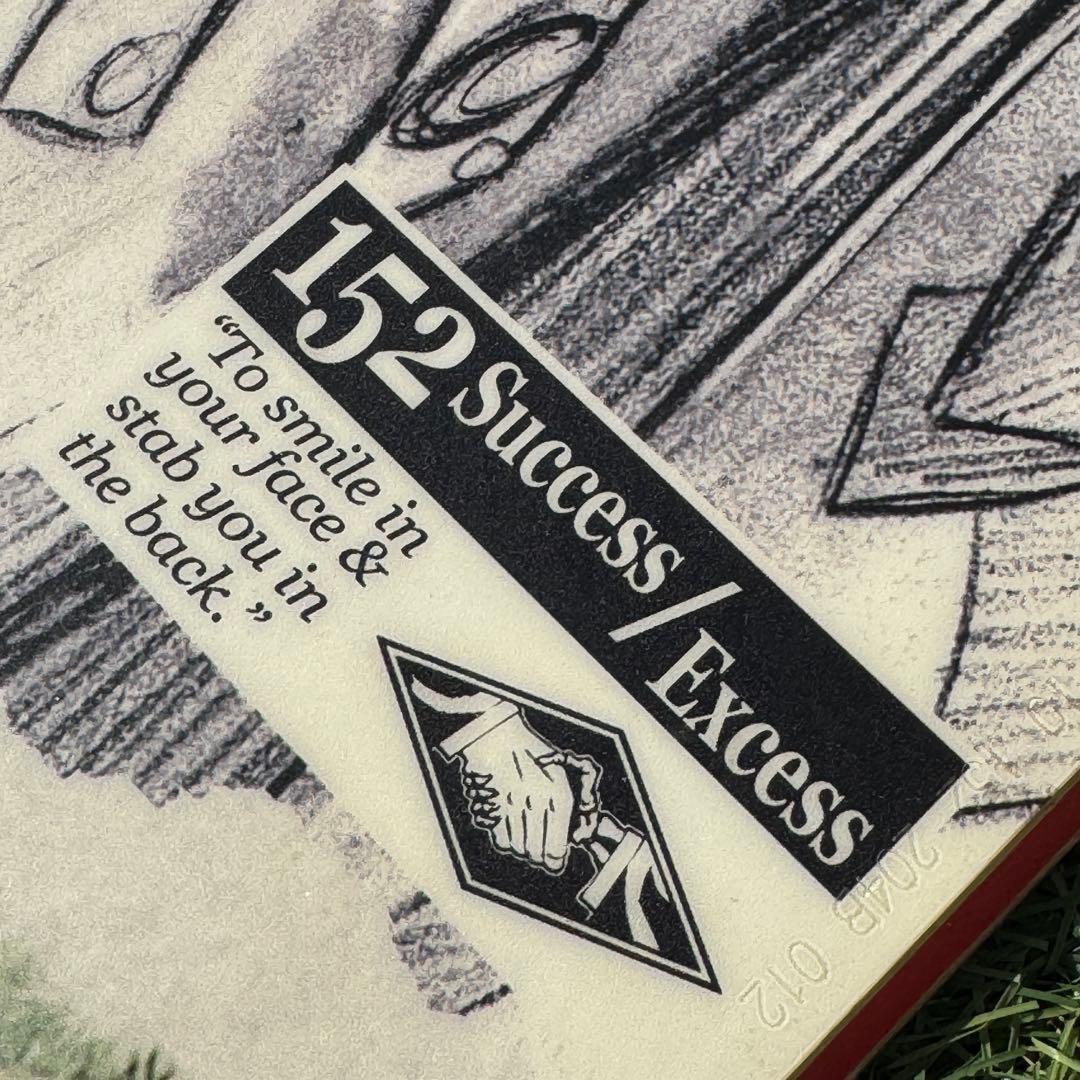 152 Success/Excess
“To smile in
your face &
stab you in
the back.”
204B 012